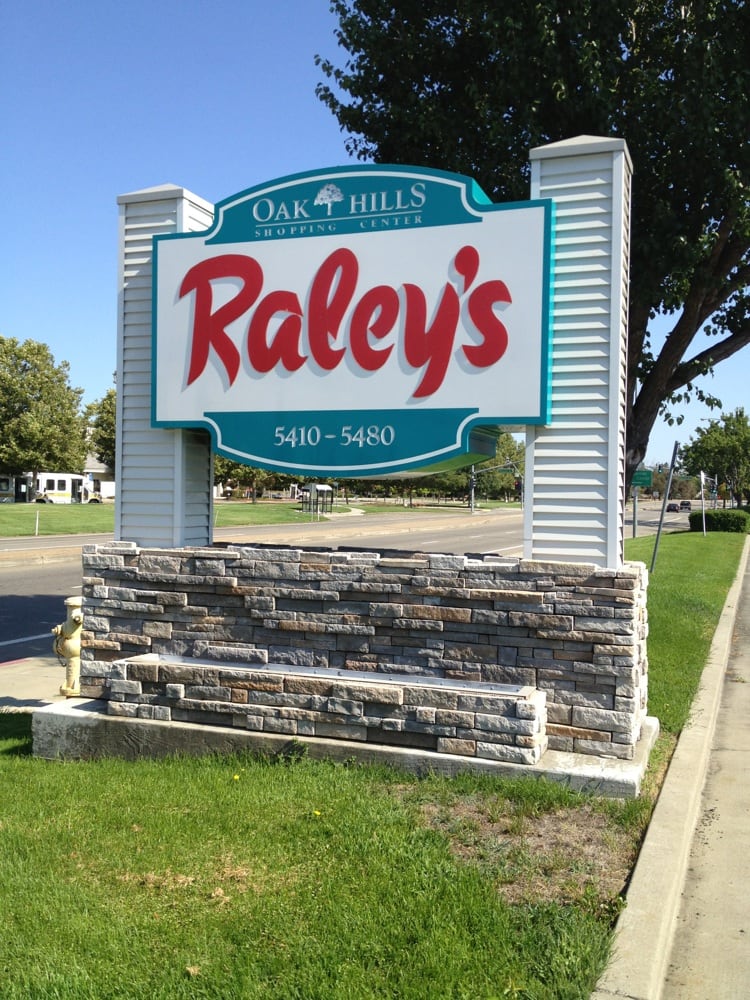 OAK HILLS
SHOPPING CENTER
Raley's
5410 - 5480